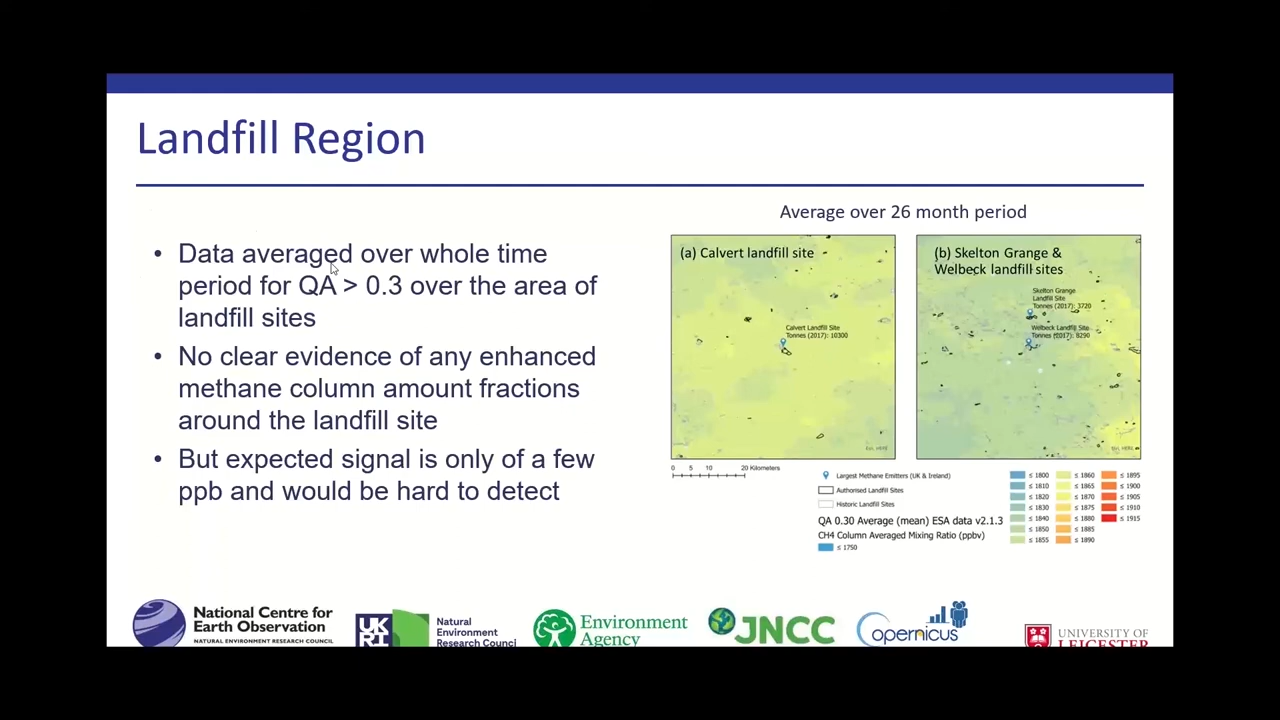 Landfill Region
• Data averaged over whole time
period for QA > 0.3 over the area of
landfill sites
• No clear evidence of any enhanced
methane column amount fractions
around the landfill site
• But expected signal is only of a few
ppb and would be hard to detect
Average over 26 month period
(a) Calvert landfill site
Calvert Landfill Site
Tonnes (2017): 10300
(b) Skelton Grange &
Welbeck landfill sites
Skelton Grange
Landfill Site
Tonnes (2017): 3720
Welbeck Landfill Site
Tonnes (2017): 8290
0 5 10 20 Kilometers
Largest Methane Emitters (UK & Ireland)
Authorised Landfill Sites
Historic Landfill Sites
QA 0.30 Average (mean) ESA data v2.1.3
CH4 Column Averaged Mixing Ratio (ppbv)
≤ 1750
≤ 1800
≤ 1810
≤ 1820
≤ 1830
≤ 1840
≤ 1850
≤ 1855
≤ 1860
≤ 1865
≤ 1870
≤ 1875
≤ 1880
≤ 1885
≤ 1890
≤ 1895
≤ 1900
≤ 1905
≤ 1910
≤ 1915
National Centre for
Earth Observation
NATURAL ENVIRONMENT RESEARCH COUNCIL
UK
RI
Natural
Environment
Research Council
Environment
Agency
JNCC
Copernicus
UNIVERSITY OF
LEICESTER